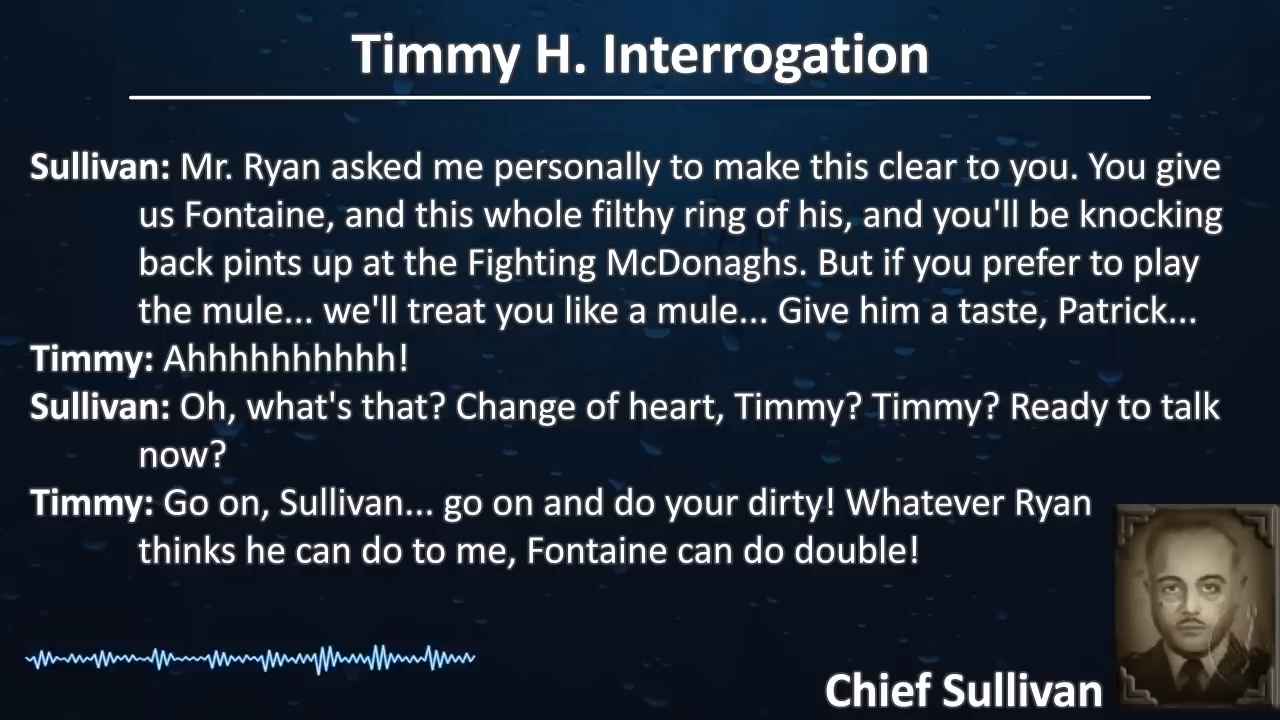 Timmy H. Interrogation
Sullivan: Mr. Ryan asked me personally to make this clear to you. You give
us Fontaine, and this whole filthy ring of his, and you'll be knocking
back pints up at the Fighting McDonaghs. But if you prefer to play
the mule... we'll treat you like a mule... Give him a taste, Patrick...
Timmy: Ahhhhhhhhhhh!
Sullivan: Oh, what's that? Change of heart, Timmy? Timmy? Ready to talk
now?
Timmy: Go on, Sullivan... go on and do your dirty! Whatever Ryan
thinks he can do to me, Fontaine can do double!
Chief Sullivan